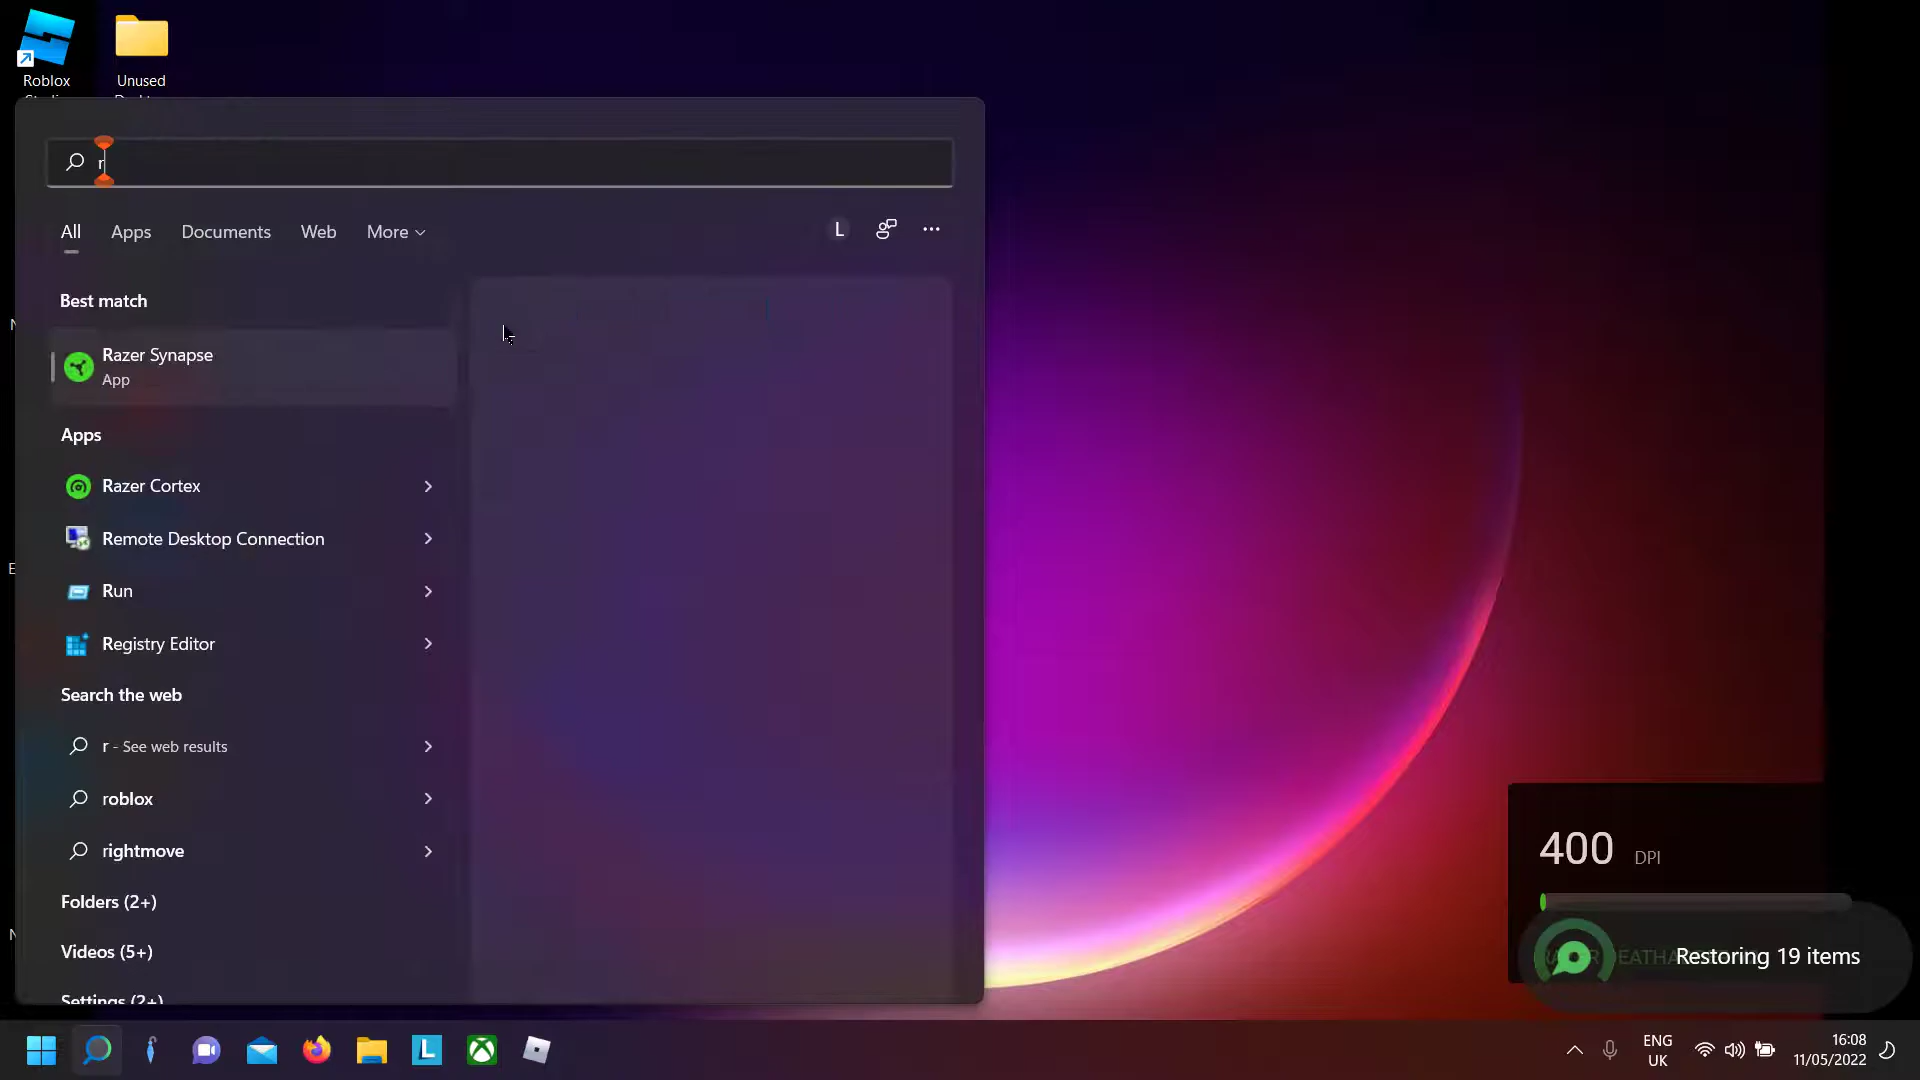 Roblox
Unused
r
All
Apps
Documents
Web
More
L
Best match
Razer Synapse
App
Apps
Razer Cortex
Remote Desktop Connection
Run
Registry Editor
Search the web
r - See web results
roblox
rightmove
Folders (2+)
Videos (5+)
Settings (2+)
400 DPI
Restoring 19 items
L
ENG
UK
16:08
11/05/2022